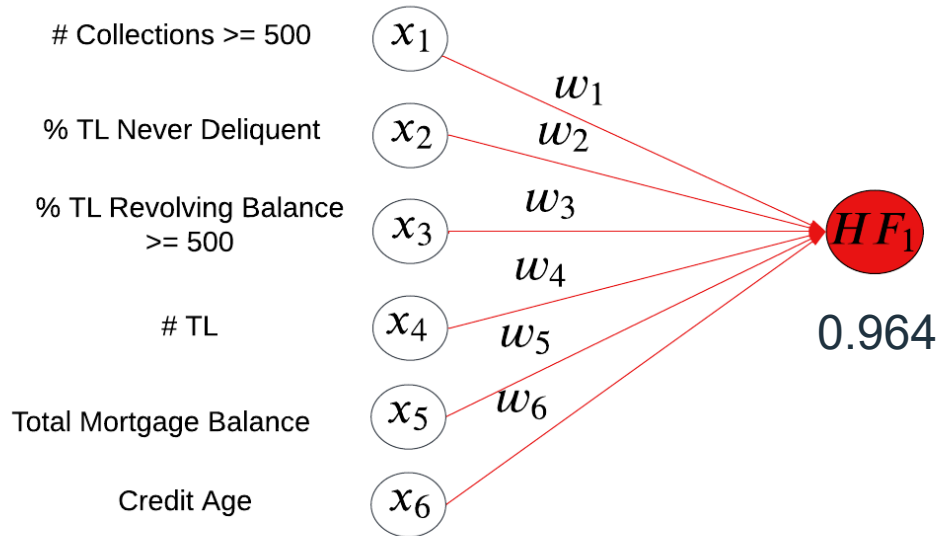 # Collections >= 500
x1
w1
% TL Never Deliquent
x2
w2
% TL Revolving Balance
>= 500
x3
w3
HF1
# TL
x4
w4
0.964
w5
Total Mortgage Balance
x5
w6
Credit Age
x6